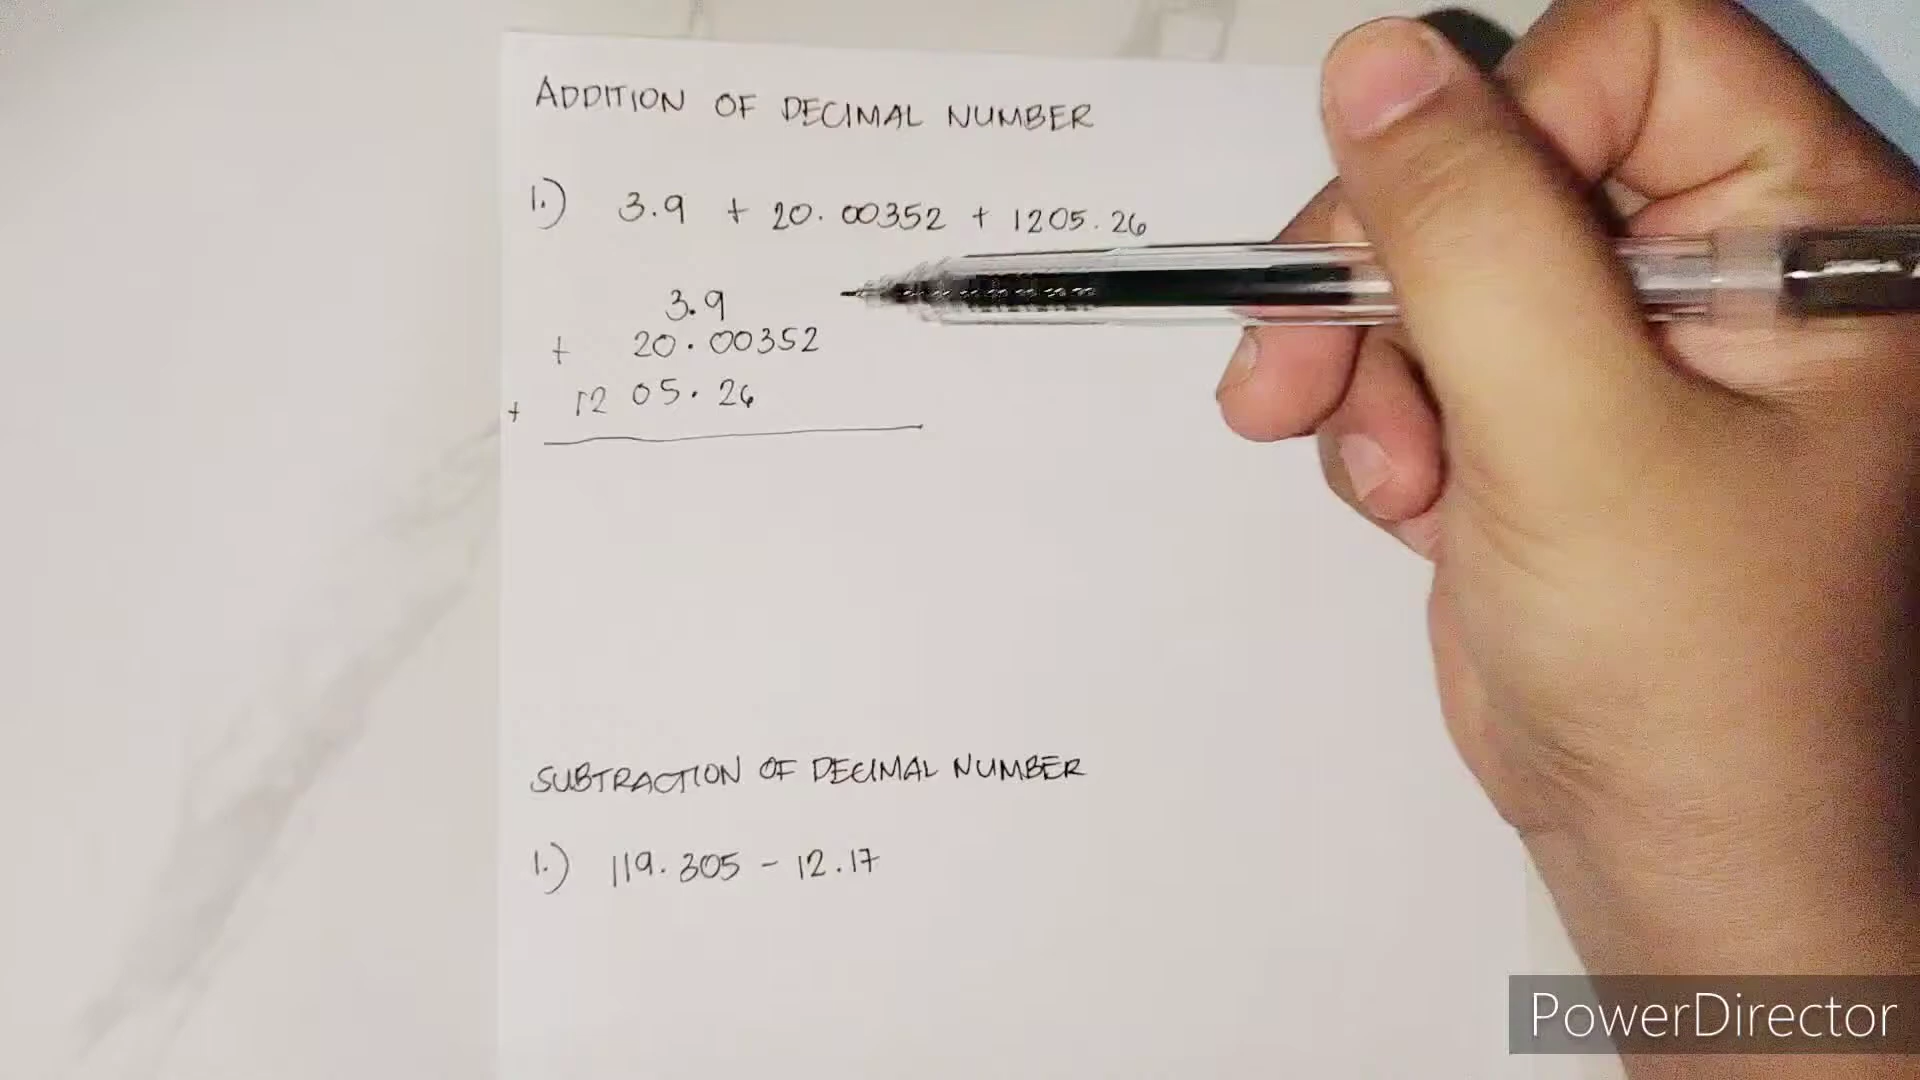 ADDITION OF DECIMAL NUMBER
1.) 3.9 + 20.00352 + 1205.26
3.9
+ 20.00352
+ 1205.26
SUBTRACTION OF DECIMAL NUMBER
1.) 119.305 - 12.17
PowerDirector